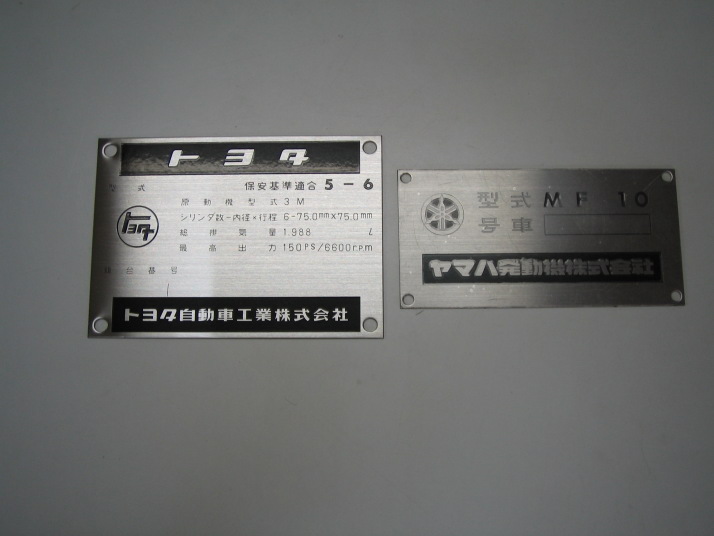 トヨタ
型式 保安基準適合 5-6
原動機型式 3M
シリンダ数-内径×行程 6-75.0mm×75.0mm
総排気量 1.988 L
最高出力 150PS/6600r.p.m
トヨタ
車台番号
トヨタ自動車工業株式会社
型式 MF 10
号車
ヤマハ発動機株式会社